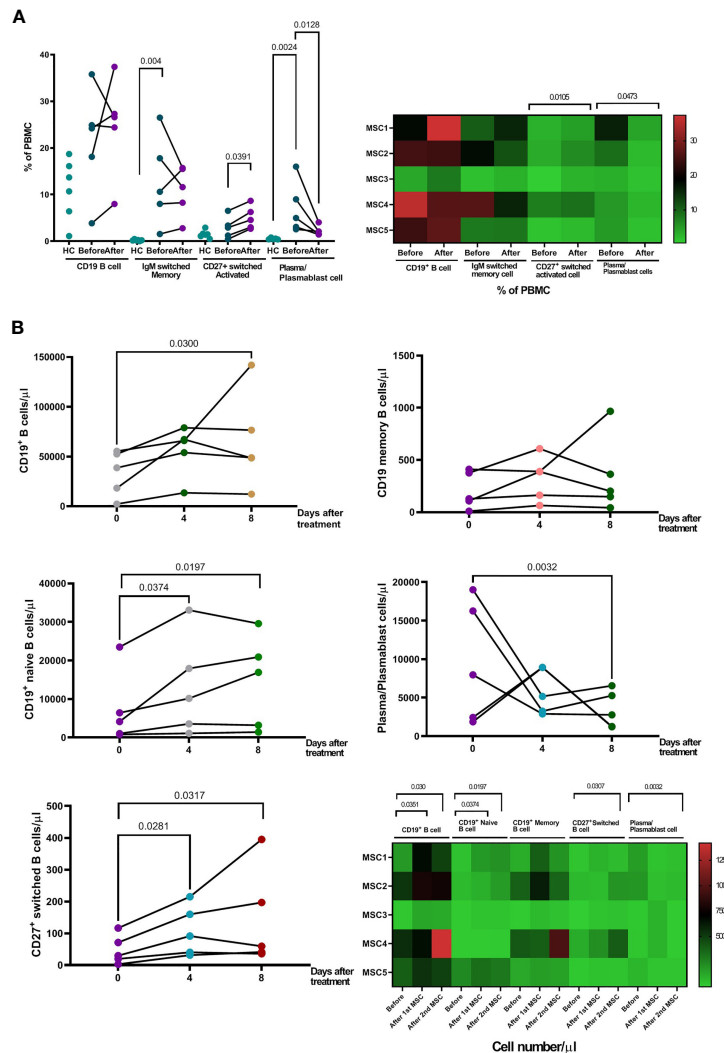 A
0.0128
0.0024
0.004
0.0391
% of PBMC
40
30
20
10
0
HC BeforeAfter HC BeforeAfter HC BeforeAfter HC BeforeAfter
CD19 B cell
IgM switched
Memory
CD27+ switched
Activated
Plasma/
Plasmablast cell
0.0105
0.0473
MSC1
MSC2
MSC3
MSC4
MSC5
30
20
10
Before After Before After Before After Before After
CD19⁺ B cell
IgM switched
memory cell
CD27⁺ switched
activated cell
Plasma/
Plasmablast cells
% of PBMC
B
0.0300
CD19⁺ B cells/µl
150000
100000
50000
0
0 4 8
Days after
treatment
CD19 memory B cells/µl
1500
1000
500
0
0 4 8
Days after
treatment
0.0197
0.0374
CD19⁺ naive B cells/µl
40000
30000
20000
10000
0
0 4 8
Days after
treatment
0.0032
Plasma/Plasmablast cells/µl
20000
15000
10000
5000
0
0 4 8
Days after
treatment
0.0317
0.0281
CD27⁺ switched B cells/µl
500
400
300
200
100
0
0 4 8
Days after
treatment
0.030 0.0197 0.0307 0.0032
0.0351 0.0374
CD19⁺ B cell
CD19⁺ Naive
B cell
CD19⁺ Memory
B cell
CD27⁺Switched
B cell
Plasma/
Plasmablast cell
MSC1
MSC2
MSC3
MSC4
MSC5
Before After 1st MSC After 2nd MSC Before After 1st MSC After 2nd MSC Before After 1st MSC After 2nd MSC Before After 1st MSC After 2nd MSC Before After 1st MSC After 2nd MSC
Cell number/µl